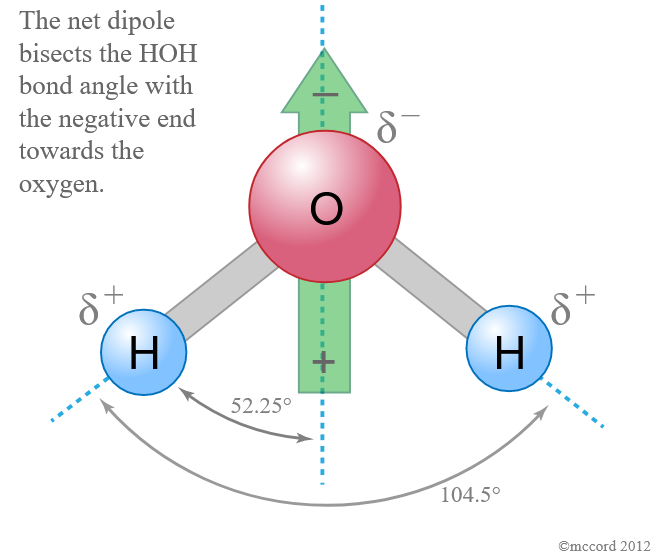 The net dipole
bisects the HOH
bond angle with
the negative end
towards the
oxygen.
−
δ−
O
δ+
δ+
H
H
+
52.25°
104.5°
©mccord 2012